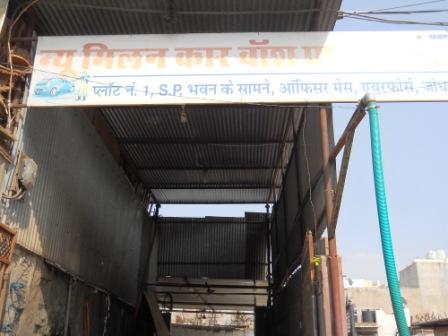 न्यू मिलन कार वॉश
प्लॉट नं. 1, S.P. भवन के सामने, ऑफिसर मेस, एयरफोर्स, जोध